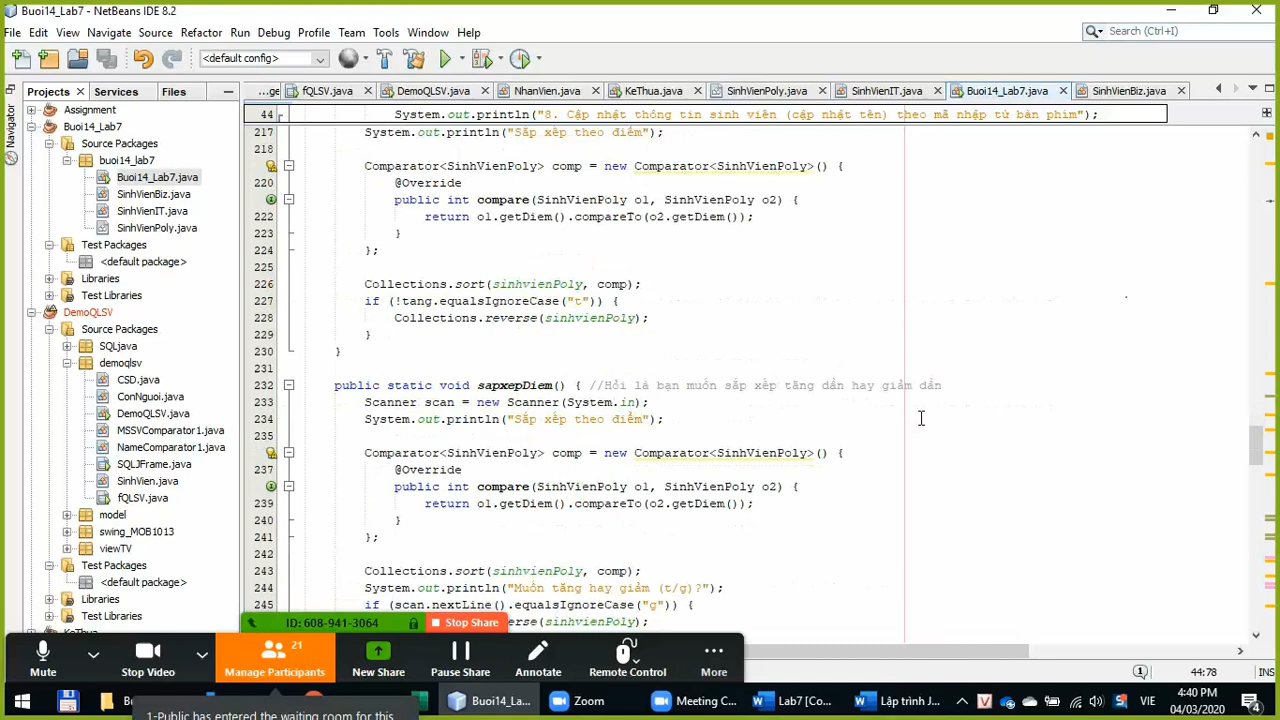 Buoi14_Lab7 - NetBeans IDE 8.2
File Edit View Navigate Source Refactor Run Debug Profile Team Tools Window Help
Search (Ctrl+I)
<default config>
Projects Services Files
Navigator
...ge fQLSV.java DemoQLSV.java NhanVien.java KeThua.java SinhVienPoly.java SinhVienIT.java Buoi14_Lab7.java SinhVienBiz.java
Assignment
Buoi14_Lab7
Source Packages
buoi14_lab7
Buoi14_Lab7.java
SinhVienBiz.java
SinhVienIT.java
SinhVienPoly.java
Test Packages
<default package>
Libraries
Test Libraries
DemoQLSV
Source Packages
SQLjava
demoqlsv
CSD.java
ConNguoi.java
DemoQLSV.java
MSSVComparator1.java
NameComparator1.java
SQLJFrame.java
SinhVien.java
fQLSV.java
model
swing_MOB1013
viewTV
Test Packages
<default package>
Libraries
Test Libraries
KeThua
44 System.out.println("8. Cập nhật thông tin sinh viên (cập nhật tên) theo mã nhập từ bàn phím");
217 System.out.println("Sắp xếp theo điểm");
218
Comparator<SinhVienPoly> comp = new Comparator<SinhVienPoly>() {
220 @Override
public int compare(SinhVienPoly o1, SinhVienPoly o2) {
222 return o1.getDiem().compareTo(o2.getDiem());
223 }
224 };
225
226 Collections.sort(sinhvienPoly, comp);
227 if (!tang.equalsIgnoreCase("t")) {
228 Collections.reverse(sinhvienPoly);
229 }
230 }
231
232 public static void sapxepDiem() { //Hỏi là bạn muốn sắp xếp tăng dần hay giảm dần
233 Scanner scan = new Scanner(System.in);
234 System.out.println("Sắp xếp theo điểm");
235
Comparator<SinhVienPoly> comp = new Comparator<SinhVienPoly>() {
237 @Override
public int compare(SinhVienPoly o1, SinhVienPoly o2) {
239 return o1.getDiem().compareTo(o2.getDiem());
240 }
241 };
242
243 Collections.sort(sinhvienPoly, comp);
244 System.out.println("Muốn tăng hay giảm (t/g)?");
245 if (scan.nextLine().equalsIgnoreCase("g")) {
verse(sinhvienPoly);
ID: 608-941-3064 Stop Share
21
Mute Stop Video Manage Participants New Share Pause Share Annotate Remote Control More
44:78 INS
1-Public has entered the waiting room for this
Buoi14_La... Zoom Meeting C... Lab7 [Co... Lập trình J... VIE
4:40 PM
04/03/2020
4